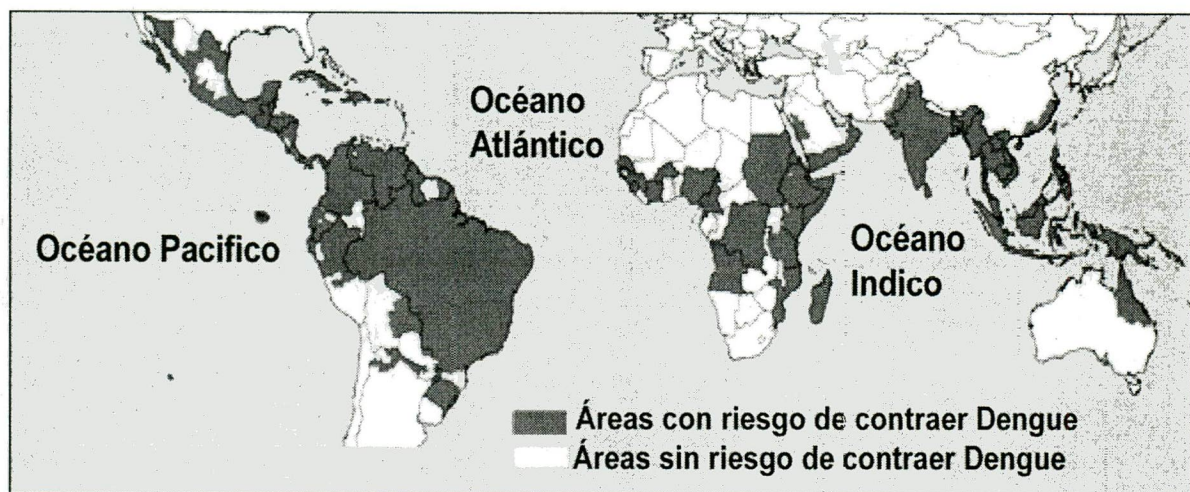 Océano
Atlántico
Océano Pacifico
Océano
Indico
Áreas con riesgo de contraer Dengue
Áreas sin riesgo de contraer Dengue